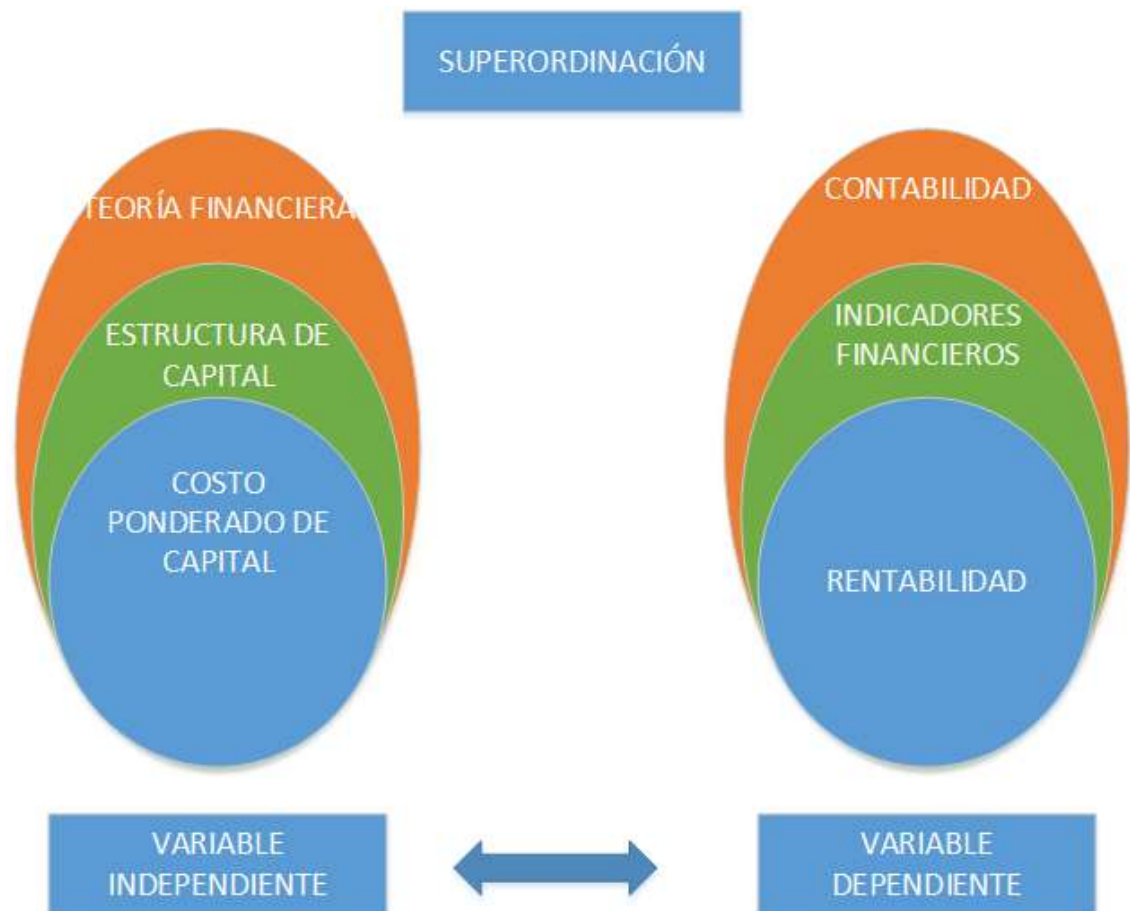 SUPERORDINACIÓN
TEORÍA FINANCIERA
ESTRUCTURA DE
CAPITAL
COSTO
PONDERADO DE
CAPITAL
CONTABILIDAD
INDICADORES
FINANCIEROS
RENTABILIDAD
VARIABLE
INDEPENDIENTE
VARIABLE
DEPENDIENTE